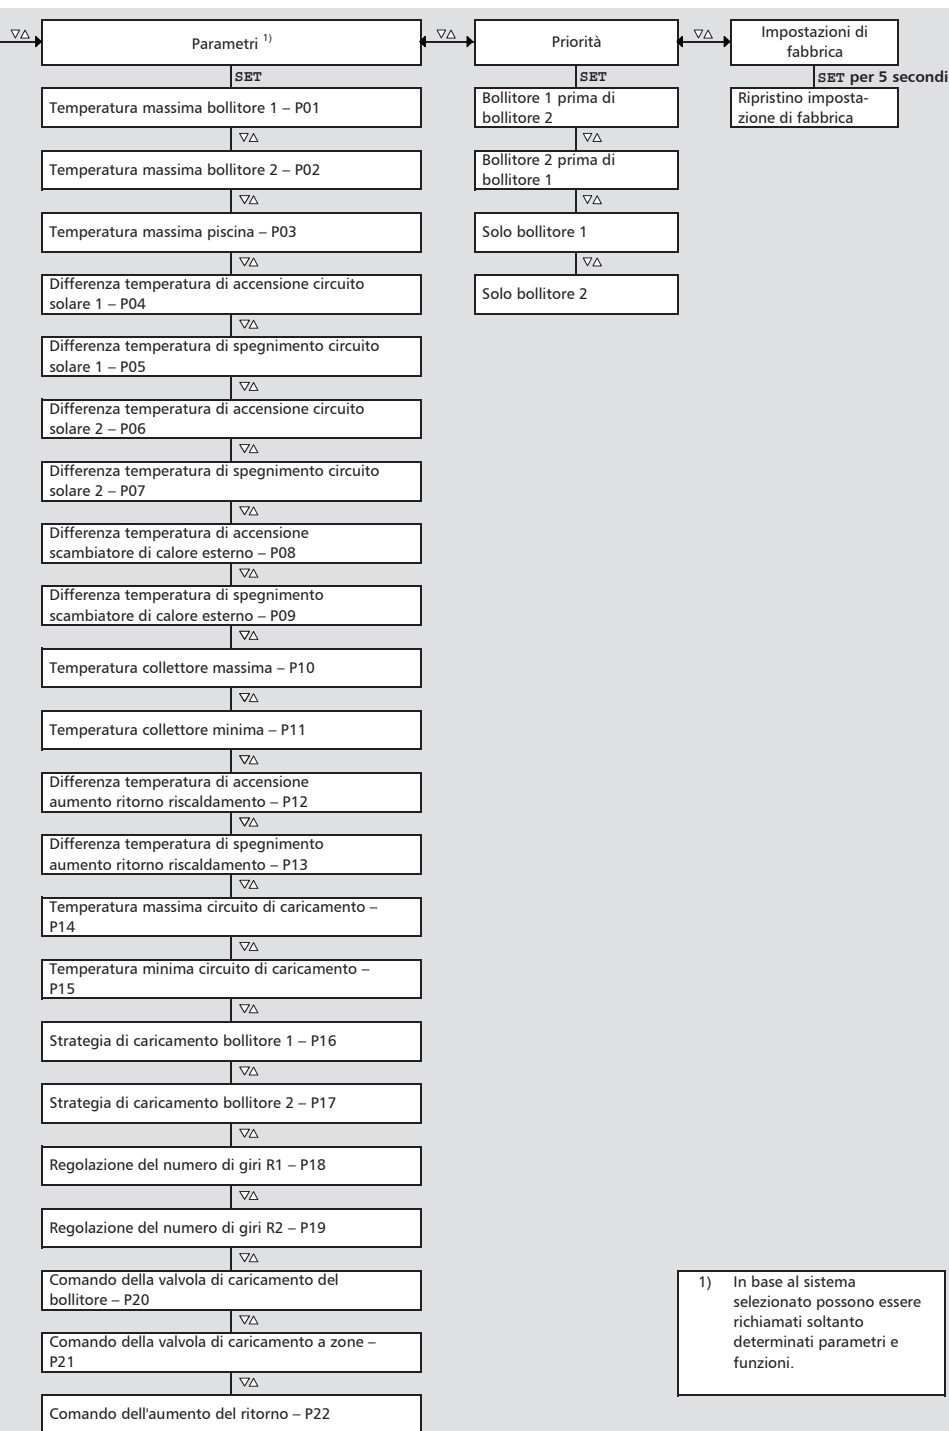 ▽△
Parametri 1)
▽△
Priorità
▽△
Impostazioni di
fabbrica
SET
SET
SET per 5 secondi
Temperatura massima bollitore 1 – P01
▽△
Temperatura massima bollitore 2 – P02
▽△
Temperatura massima piscina – P03
▽△
Differenza temperatura di accensione circuito
solare 1 – P04
▽△
Differenza temperatura di spegnimento circuito
solare 1 – P05
▽△
Differenza temperatura di accensione circuito
solare 2 – P06
▽△
Differenza temperatura di spegnimento circuito
solare 2 – P07
▽△
Differenza temperatura di accensione
scambiatore di calore esterno – P08
▽△
Differenza temperatura di spegnimento
scambiatore di calore esterno – P09
▽△
Temperatura collettore massima – P10
▽△
Temperatura collettore minima – P11
▽△
Differenza temperatura di accensione
aumento ritorno riscaldamento – P12
▽△
Differenza temperatura di spegnimento
aumento ritorno riscaldamento – P13
▽△
Temperatura massima circuito di caricamento –
P14
▽△
Temperatura minima circuito di caricamento –
P15
▽△
Strategia di caricamento bollitore 1 – P16
▽△
Strategia di caricamento bollitore 2 – P17
▽△
Regolazione del numero di giri R1 – P18
▽△
Regolazione del numero di giri R2 – P19
▽△
Comando della valvola di caricamento del
bollitore – P20
▽△
Comando della valvola di caricamento a zone –
P21
▽△
Comando dell'aumento del ritorno – P22
Bollitore 1 prima di
bollitore 2
▽△
Bollitore 2 prima di
bollitore 1
▽△
Solo bollitore 1
▽△
Solo bollitore 2
Ripristino imposta-
zione di fabbrica
1) In base al sistema
selezionato possono essere
richiamati soltanto
determinati parametri e
funzioni.